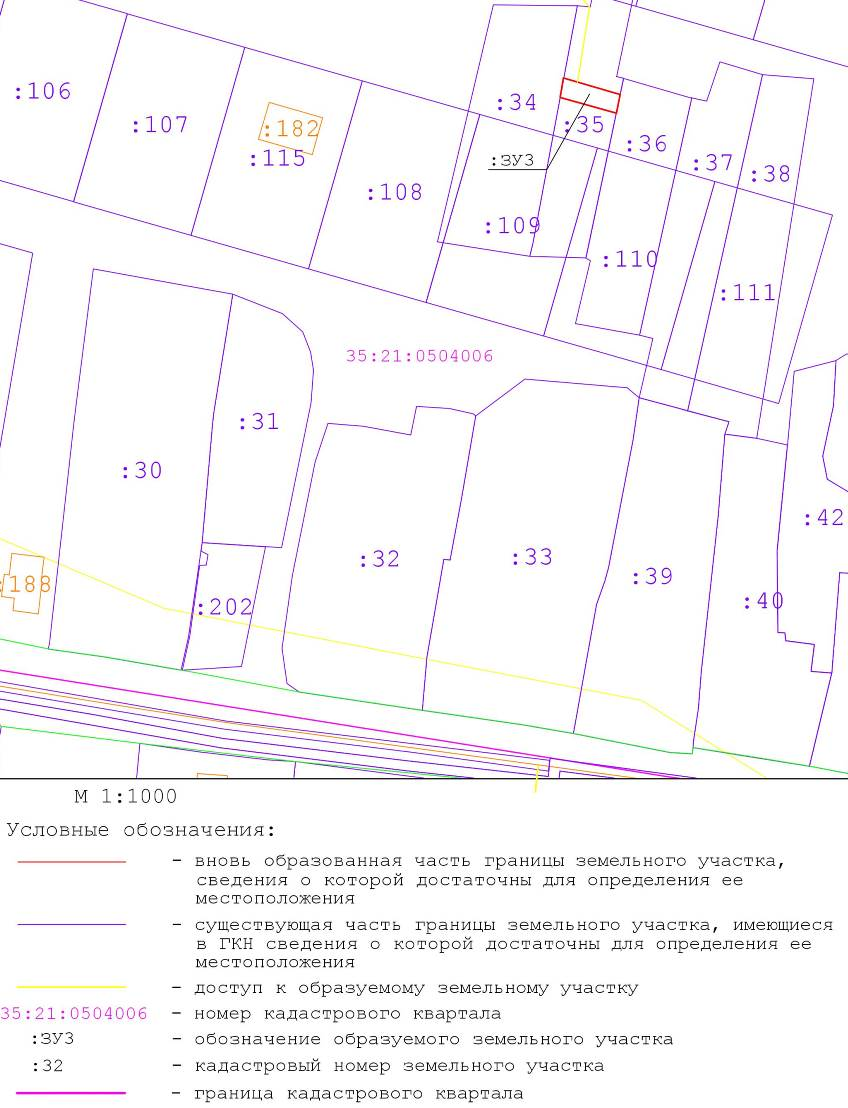 :106
:107
:182
:115
:108
:34
:35
:ЗУ3
:36
:37
:38
:109
:110
:111
35:21:0504006
:31
:30
:42
:32
:33
:39
:40
:188
:202
М 1:1000
Условные обозначения:
- вновь образованная часть границы земельного участка,
сведения о которой достаточны для определения ее
местоположения
- существующая часть границы земельного участка, имеющиеся
в ГКН сведения о которой достаточны для определения ее
местоположения
- доступ к образуемому земельному участку
35:21:0504006 - номер кадастрового квартала
:ЗУ3 - обозначение образуемого земельного участка
:32 - кадастровый номер земельного участка
- граница кадастрового квартала